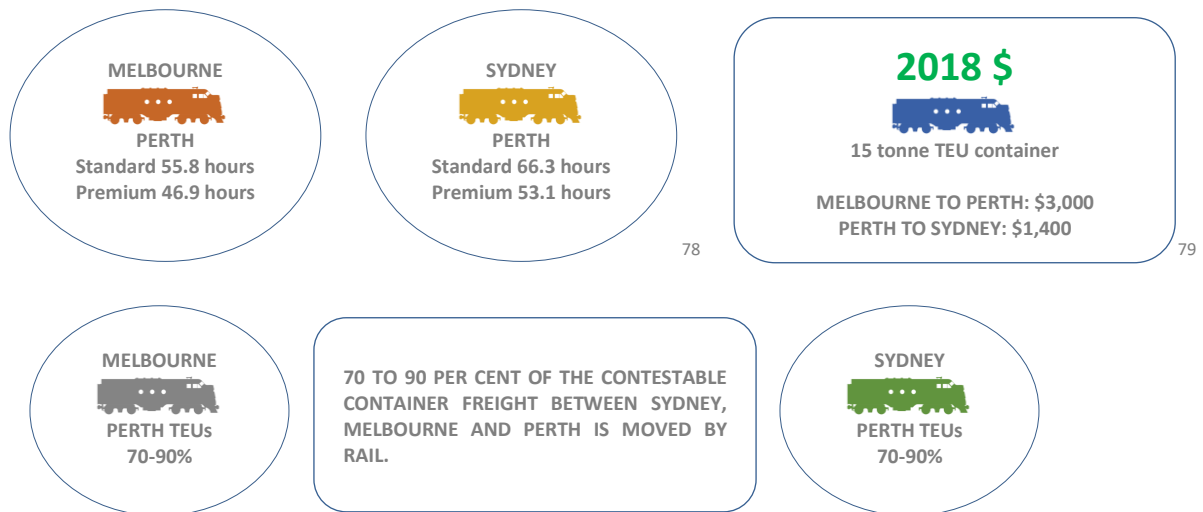 MELBOURNE
PERTH
Standard 55.8 hours
Premium 46.9 hours
SYDNEY
PERTH
Standard 66.3 hours
Premium 53.1 hours
78
2018 $
15 tonne TEU container
MELBOURNE TO PERTH: $3,000
PERTH TO SYDNEY: $1,400
79
MELBOURNE
PERTH TEUs
70-90%
70 TO 90 PER CENT OF THE CONTESTABLE
CONTAINER FREIGHT BETWEEN SYDNEY,
MELBOURNE AND PERTH IS MOVED BY
RAIL.
SYDNEY
PERTH TEUs
70-90%